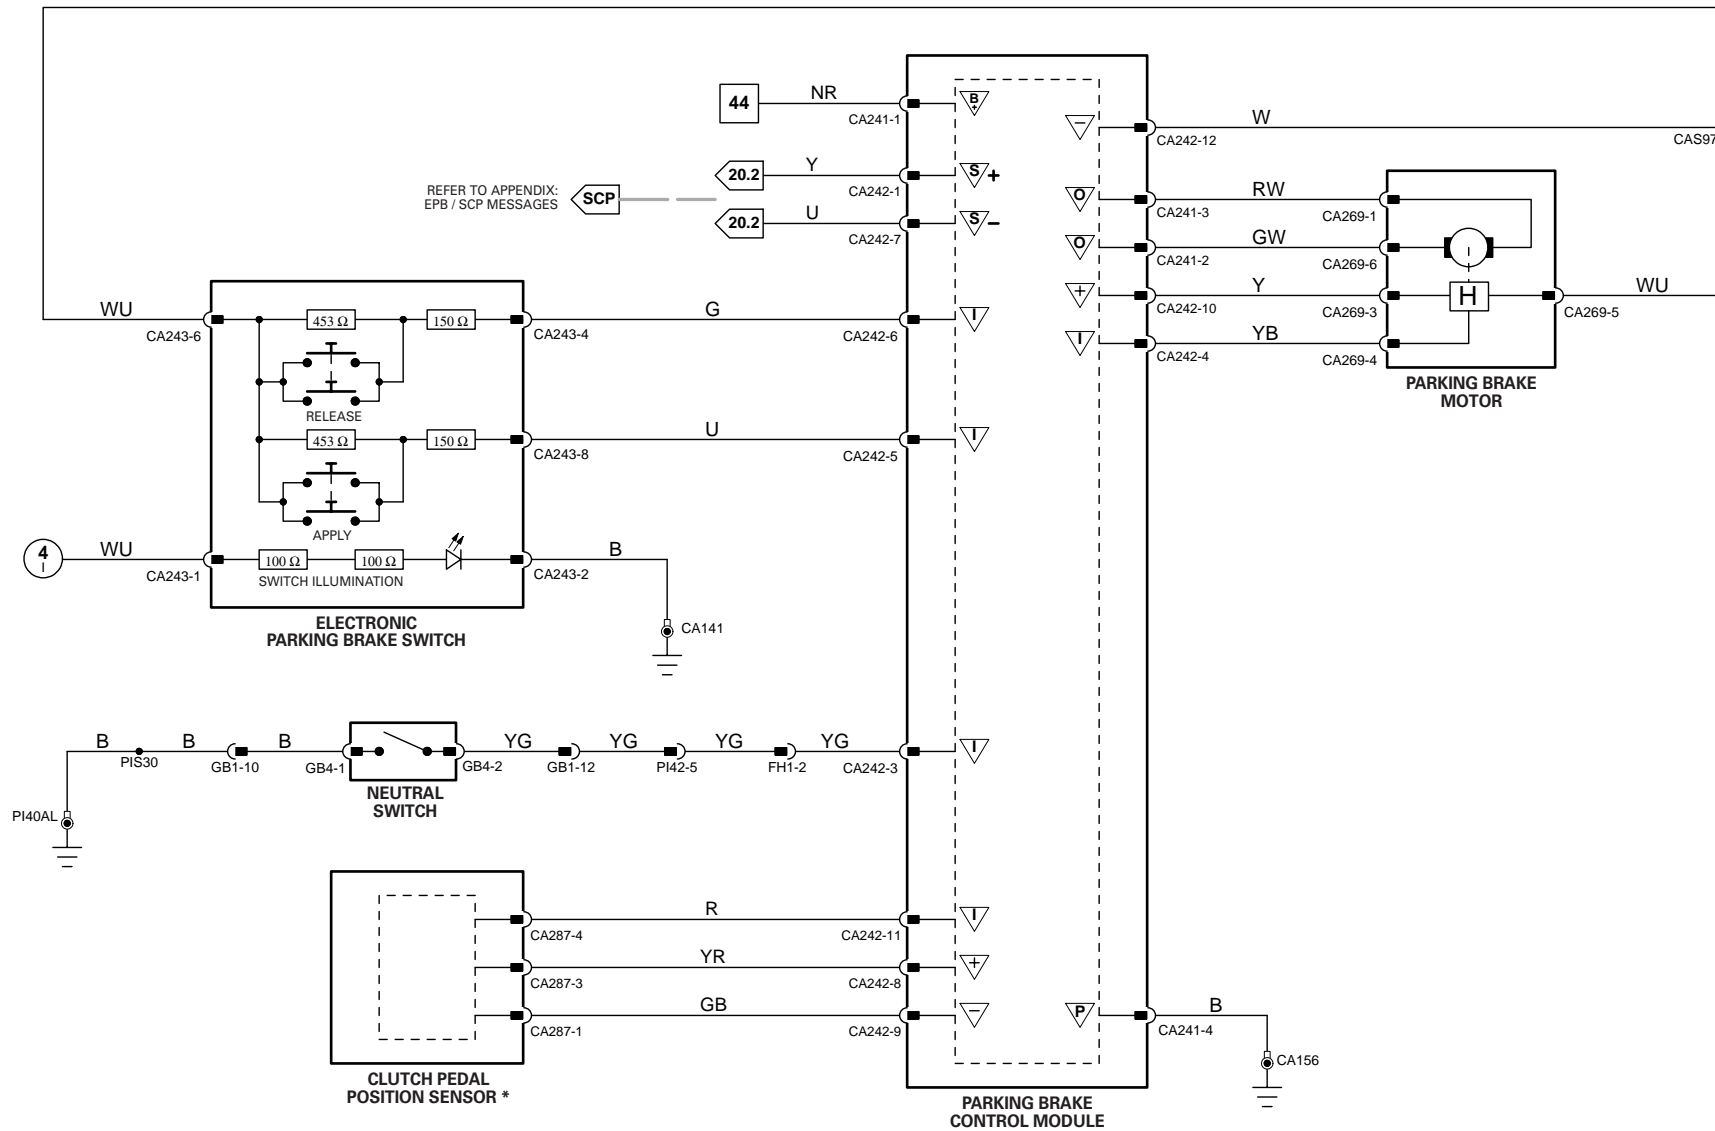 44
NR
CA241-1
B+
W
CA242-12
CAS97
REFER TO APPENDIX:
EPB / SCP MESSAGES
SCP
20.2
Y
CA242-1
S+
20.2
U
CA242-7
S–
O
RW
CA241-3
CA269-1
O
GW
CA241-2
CA269-6
+
Y
CA242-10
CA269-3
H
WU
CA269-5
I
YB
CA242-4
CA269-4
PARKING BRAKE
MOTOR
WU
CA243-6
453 Ω
150 Ω
G
CA243-4
CA242-6
I
RELEASE
453 Ω
150 Ω
U
CA243-8
CA242-5
I
APPLY
4
I
WU
CA243-1
100 Ω
100 Ω
SWITCH ILLUMINATION
B
CA243-2
CA141
ELECTRONIC
PARKING BRAKE SWITCH
B
PIS30
B
GB1-10
B
GB4-1
GB4-2
YG
GB1-12
YG
PI42-5
YG
FH1-2
YG
CA242-3
I
NEUTRAL
SWITCH
PI40AL
R
CA287-4
CA242-11
I
YR
CA287-3
CA242-8
+
GB
CA287-1
CA242-9
–
P
B
CA241-4
CA156
CLUTCH PEDAL
POSITION SENSOR *
PARKING BRAKE
CONTROL MODULE